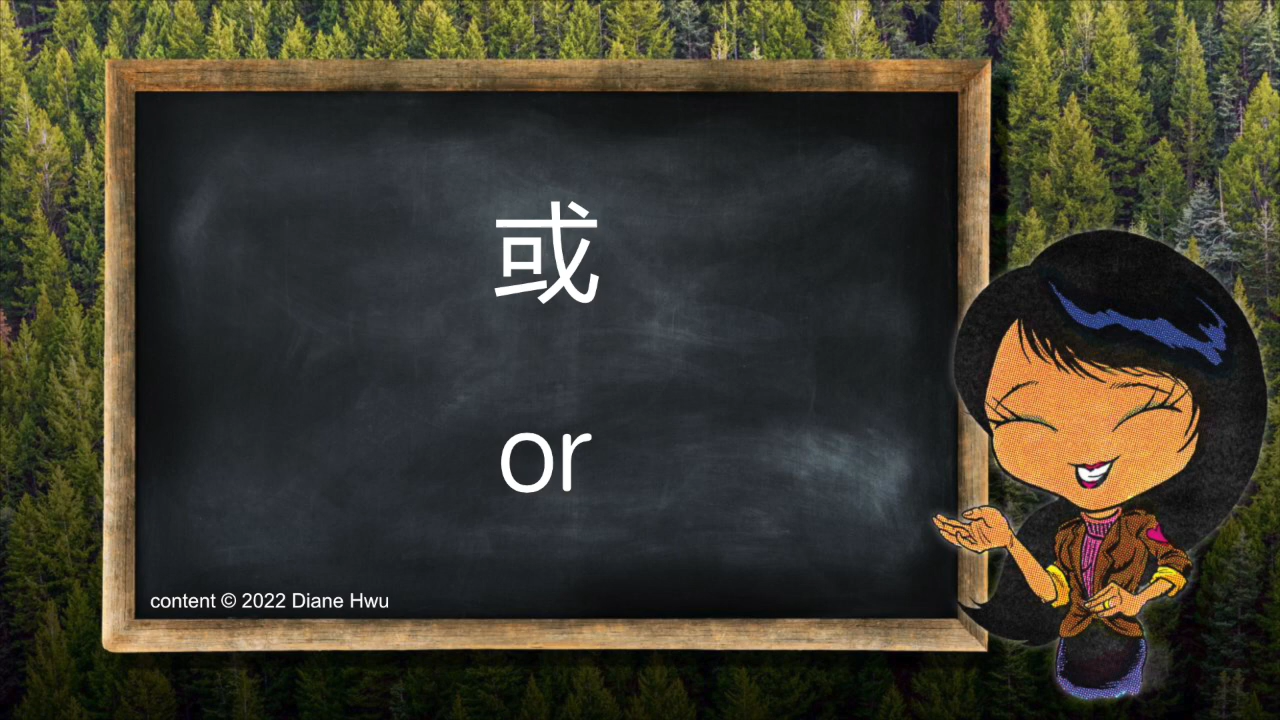 或
or
content © 2022 Diane Hwu